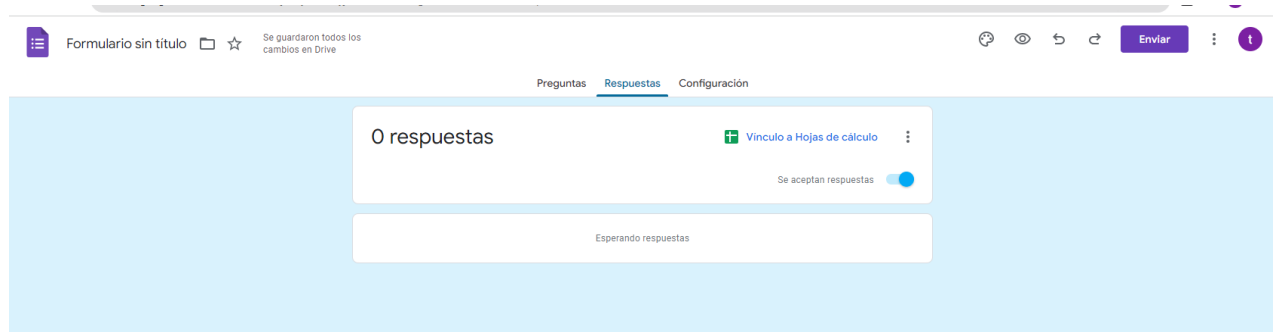 Formulario sin título
Se guardaron todos los
cambios en Drive
Enviar
t
Preguntas Respuestas Configuración
0 respuestas
Vínculo a Hojas de cálculo
Se aceptan respuestas
Esperando respuestas